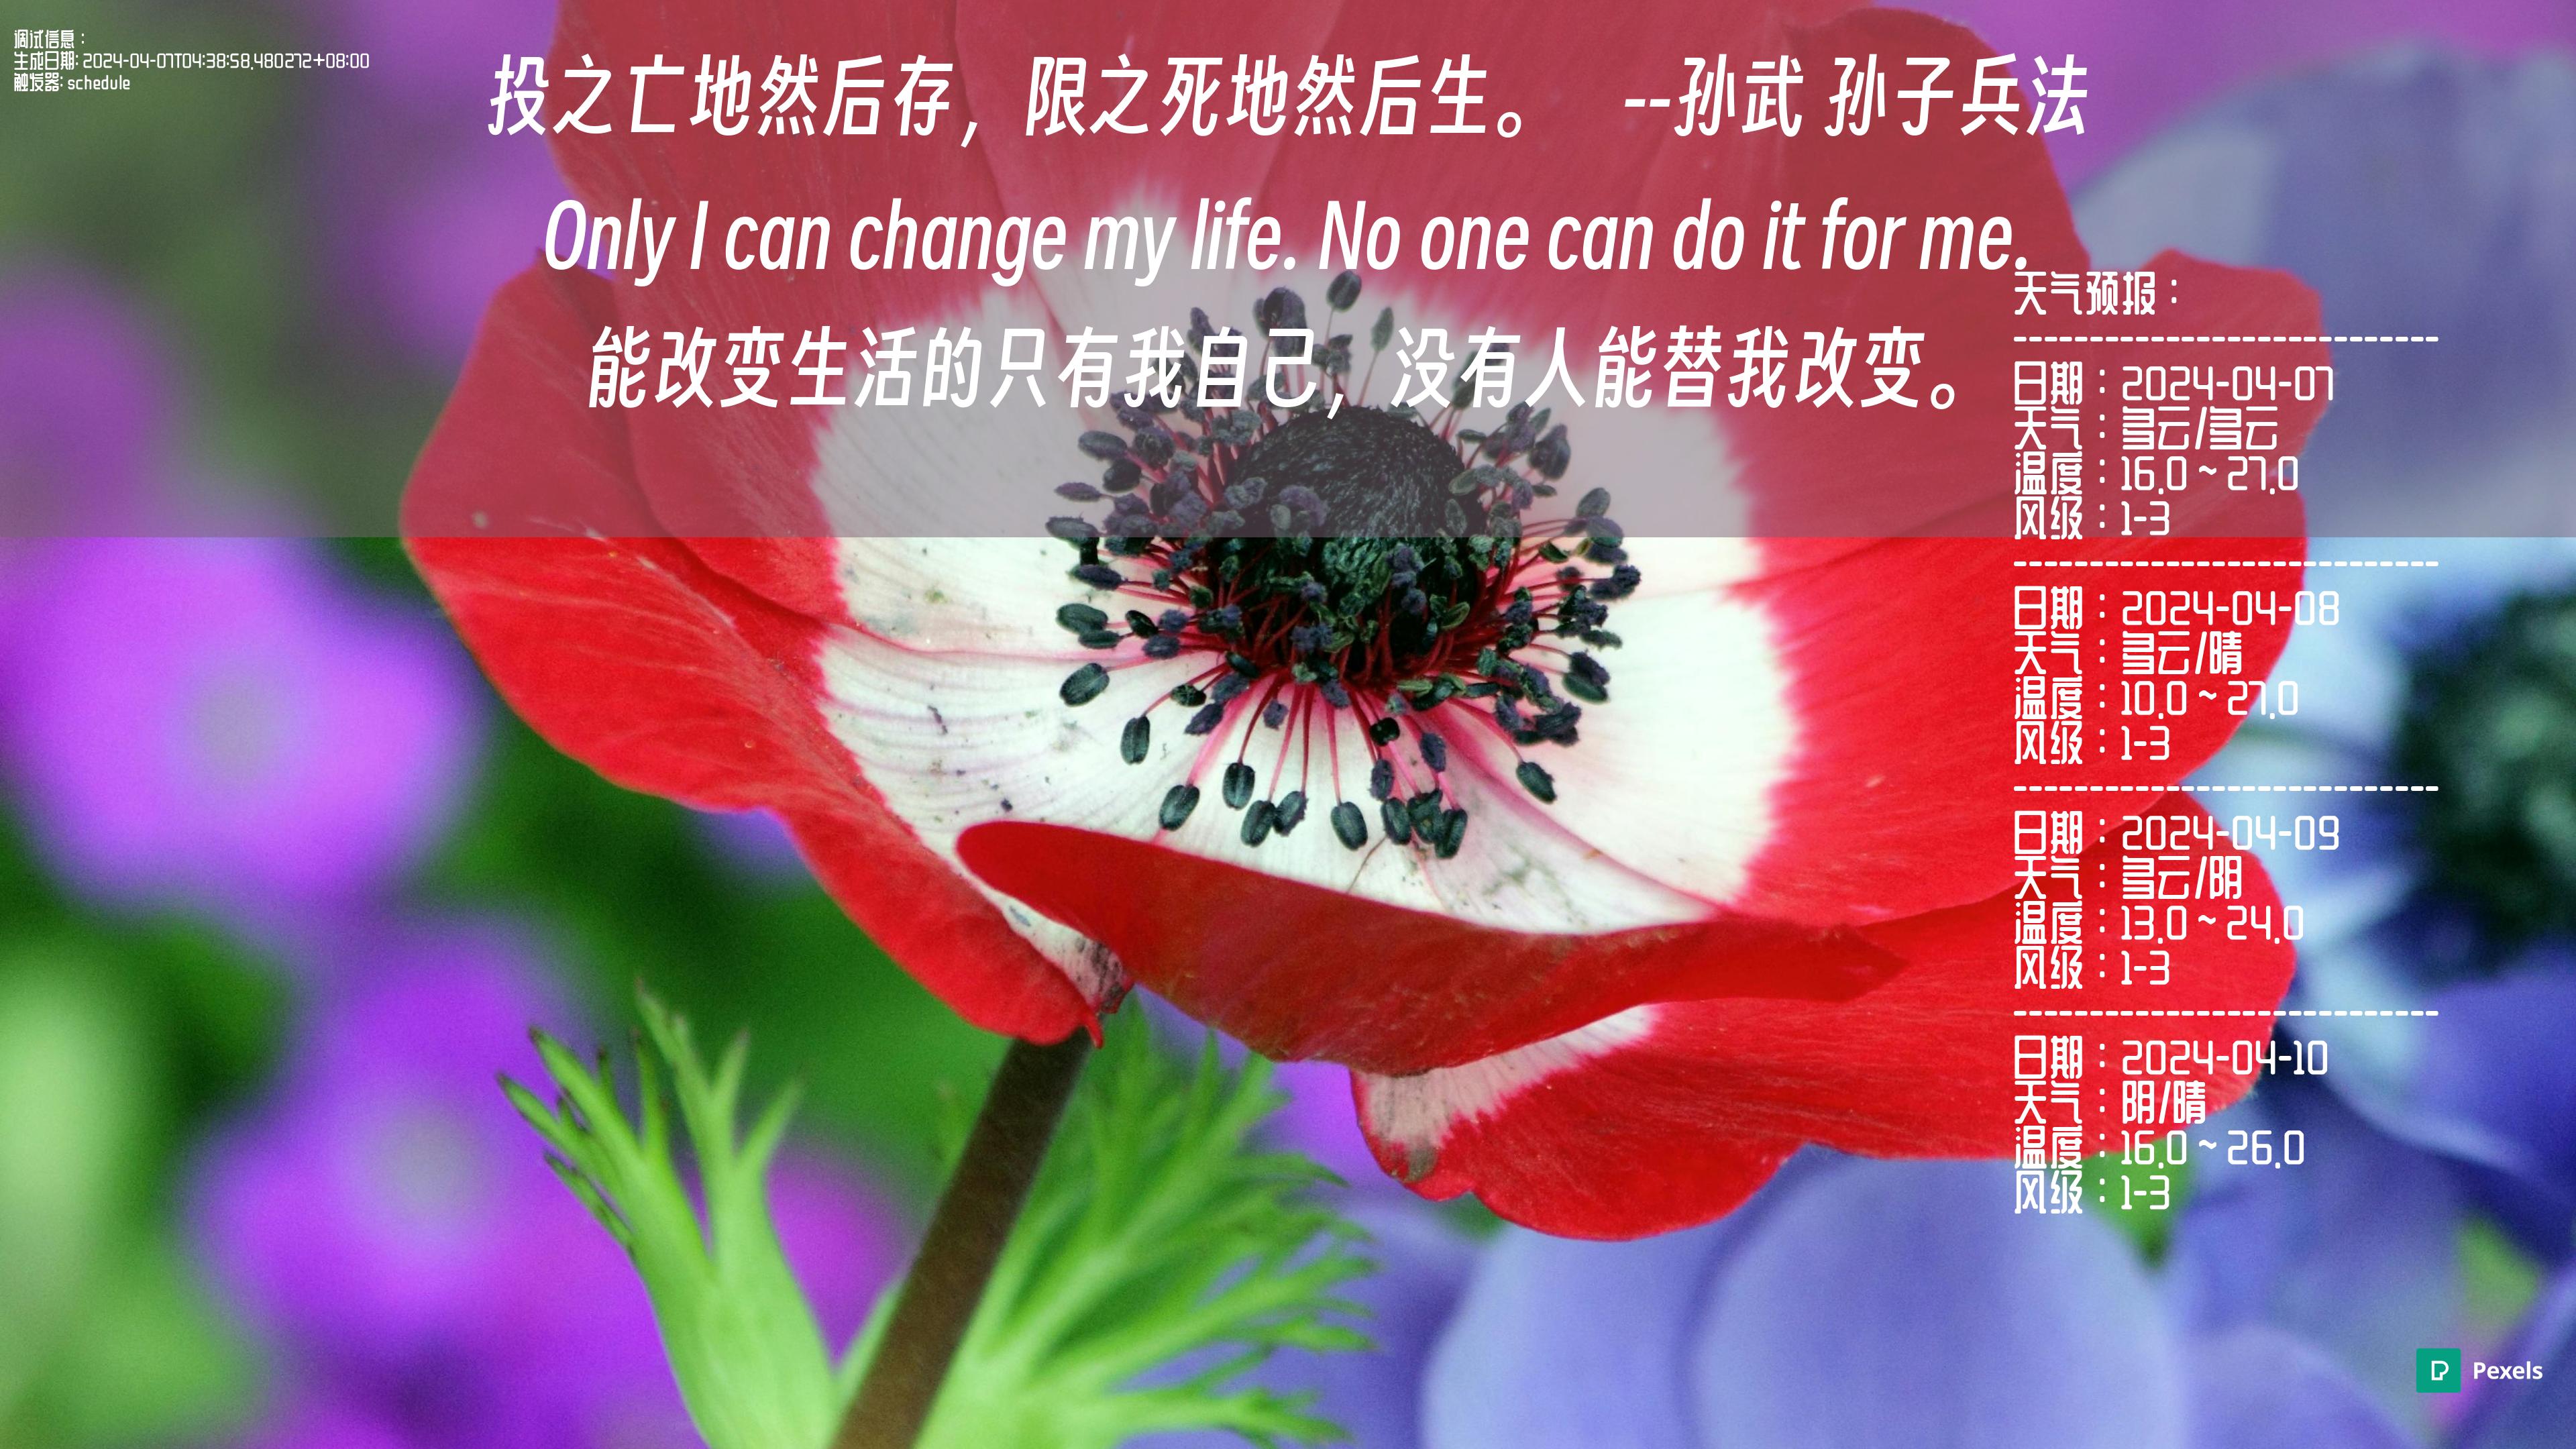 调试信息：
生成日期: 2024-04-07T04:38:58.480272+08:00
触发器: schedule
投之亡地然后存，限之死地然后生。 --孙武 孙子兵法
Only I can change my life. No one can do it for me.
能改变生活的只有我自己，没有人能替我改变。
天气预报：
----------------------------
日期：2024-04-07
天气：多云/多云
温度：16.0 ~ 27.0
风级：1-3
----------------------------
日期：2024-04-08
天气：多云/晴
温度：10.0 ~ 27.0
风级：1-3
----------------------------
日期：2024-04-09
天气：多云/阴
温度：13.0 ~ 24.0
风级：1-3
----------------------------
日期：2024-04-10
天气：阴/晴
温度：16.0 ~ 26.0
风级：1-3
Pexels